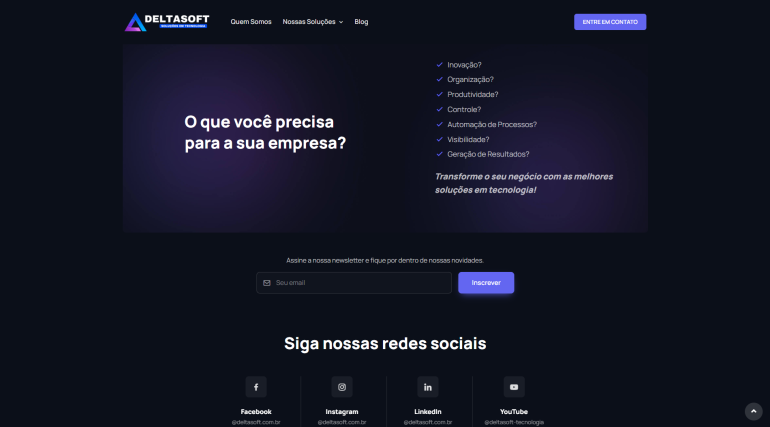 DELTASOFT
SOLUÇÕES EM TECNOLOGIA
Quem Somos
Nossas Soluções
Blog
ENTRE EM CONTATO
O que você precisa
para a sua empresa?
Inovação?
Organização?
Produtividade?
Controle?
Automação de Processos?
Visibilidade?
Geração de Resultados?
Transforme o seu negócio com as melhores
soluções em tecnologia!
Assine a nossa newsletter e fique por dentro de nossas novidades.
Seu email
Inscrever
Siga nossas redes sociais
Facebook
@deltasoft.com.br
Instagram
@deltasoft.com.br
LinkedIn
@deltasoft.com.br
YouTube
@deltasoft-tecnologia